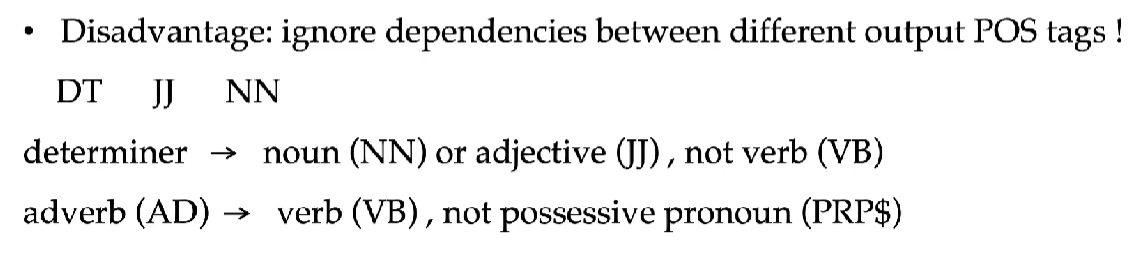 • Disadvantage: ignore dependencies between different output POS tags !
DT JJ NN
determiner → noun (NN) or adjective (JJ) , not verb (VB)
adverb (AD) → verb (VB) , not possessive pronoun (PRP$)